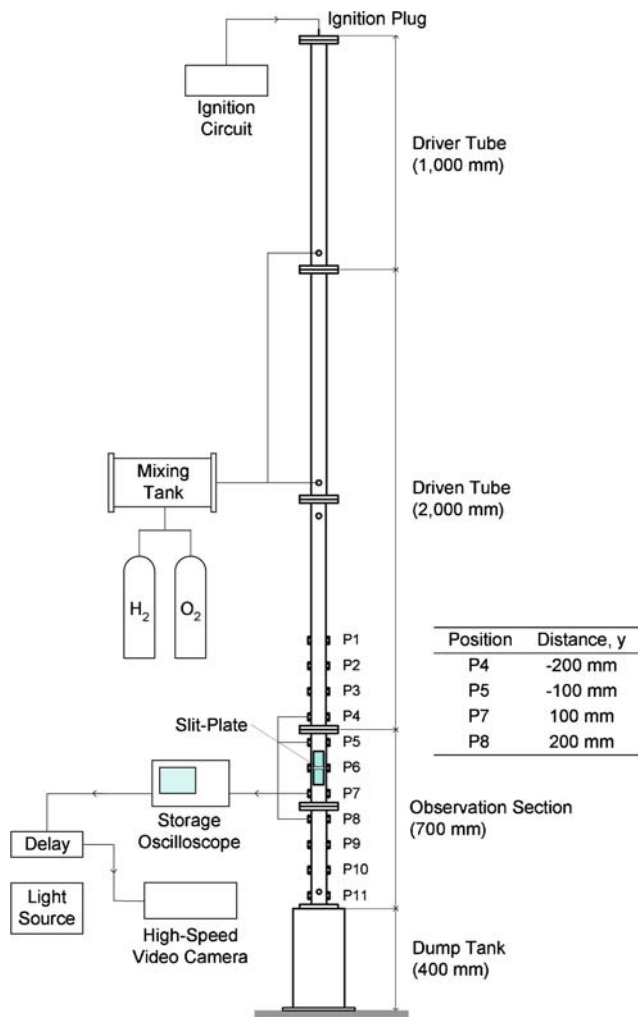 Ignition Plug
Ignition
Circuit
Driver Tube
(1,000 mm)
Mixing
Tank
H2
O2
Driven Tube
(2,000 mm)
P1
P2
P3
P4
P5
P6
P7
P8
P9
P10
P11
Position Distance, y
P4 -200 mm
P5 -100 mm
P7 100 mm
P8 200 mm
Slit-Plate
Storage
Oscilloscope
Delay
Light
Source
High-Speed
Video Camera
Observation Section
(700 mm)
Dump Tank
(400 mm)